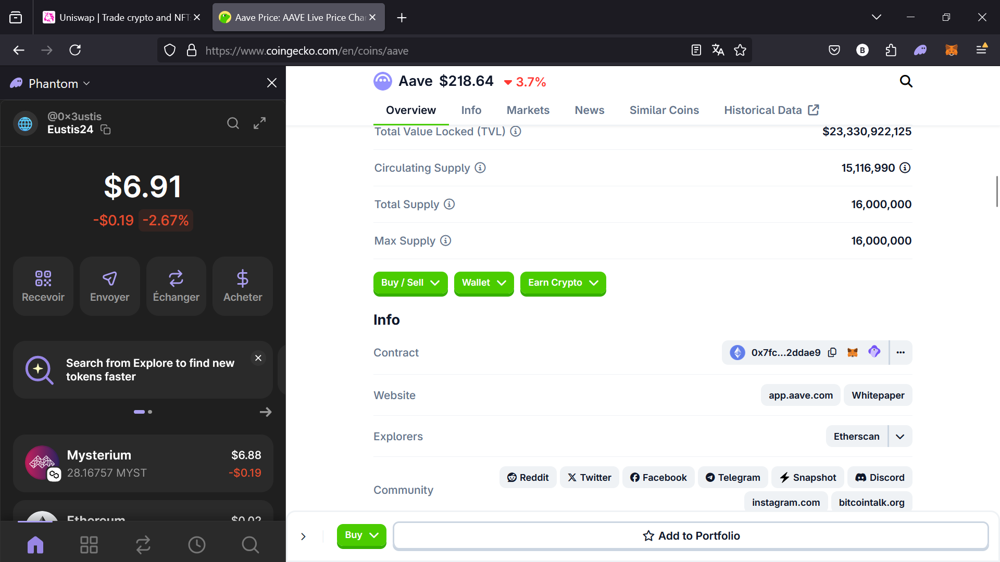 Uniswap | Trade crypto and NFT
Aave Price: AAVE Live Price Cha
https://www.coingecko.com/en/coins/aave
B
Phantom
@0×3ustis
Eustis24
$6.91
-$0.19 -2.67%
Recevoir
Envoyer
Échanger
Acheter
Search from Explore to find new
tokens faster
Mysterium
$6.88
28.16757 MYST
-$0.19
Ethereum
$0.02
Aave $218.64 3.7%
Overview
Info
Markets
News
Similar Coins
Historical Data
Total Value Locked (TVL)
$23,330,922,125
Circulating Supply
15,116,990
Total Supply
16,000,000
Max Supply
16,000,000
Buy / Sell
Wallet
Earn Crypto
Info
Contract
0x7fc...2ddae9
Website
app.aave.com
Whitepaper
Explorers
Etherscan
Community
Reddit
Twitter
Facebook
Telegram
Snapshot
Discord
instagram.com
bitcointalk.org
Buy
Add to Portfolio